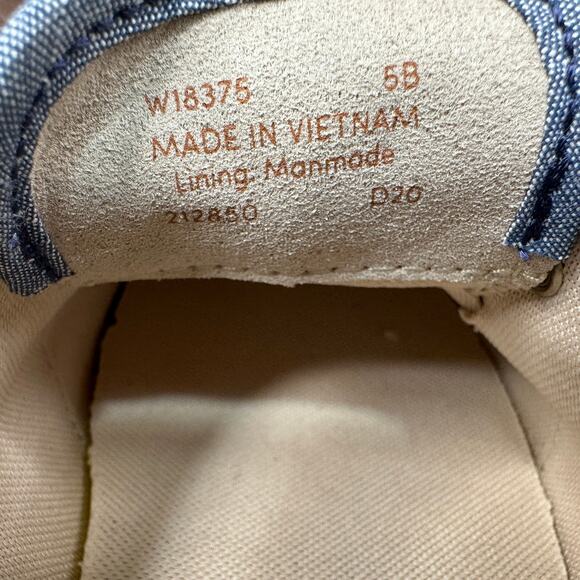 W18375 5B
MADE IN VIETNAM
Lining: Manmade
212850 D20